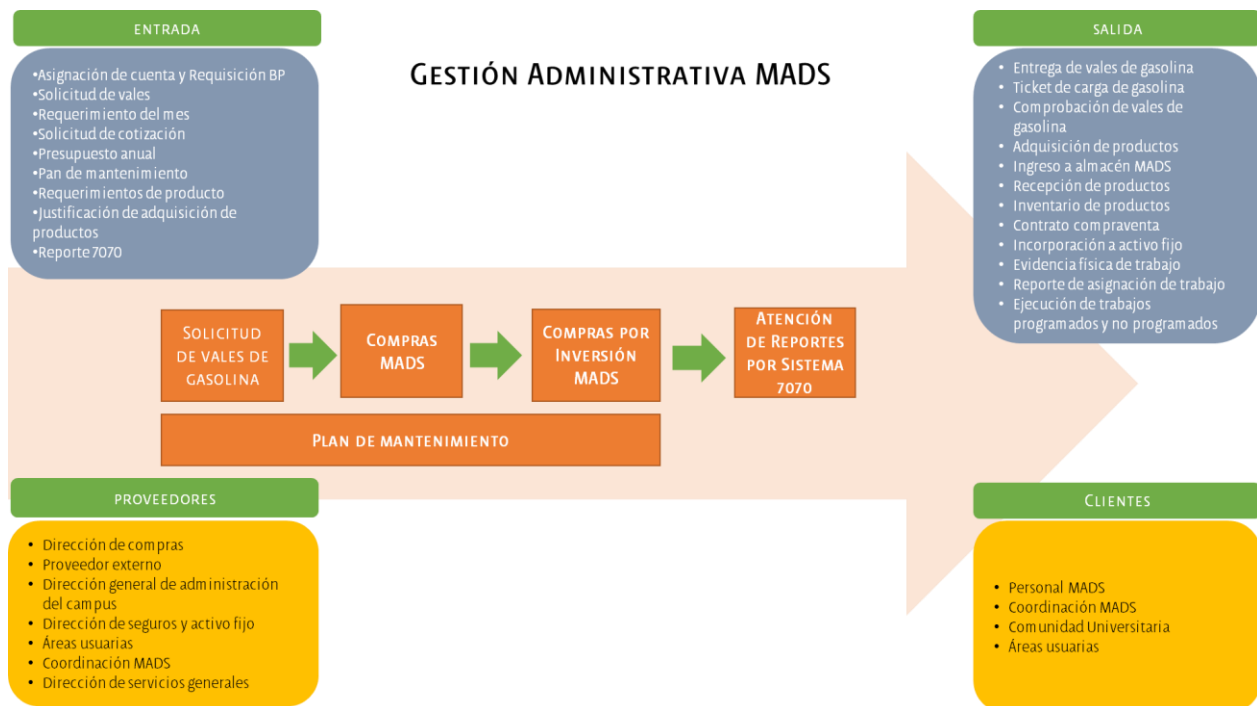 ENTRADA
•Asignación de cuenta y Requisición BP
•Solicitud de vales
•Requerimiento del mes
•Solicitud de cotización
•Presupuesto anual
•Pan de mantenimiento
•Requerimientos de producto
•Justificación de adquisición de
productos
•Reporte 7070
GESTIÓN ADMINISTRATIVA MADS
SALIDA
• Entrega de vales de gasolina
• Ticket de carga de gasolina
• Comprobación de vales de
gasolina
• Adquisición de productos
• Ingreso a almacén MADS
• Recepción de productos
• Inventario de productos
• Contrato compraventa
• Incorporación a activo fijo
• Evidencia física de trabajo
• Reporte de asignación de trabajo
• Ejecución de trabajos
programados y no programados
SOLICITUD
DE VALES DE
GASOLINA
COMPRAS
MADS
COMPRAS POR
INVERSIÓN
MADS
ATENCIÓN
DE REPORTES
POR SISTEMA
7070
PLAN DE MANTENIMIENTO
PROVEEDORES
• Dirección de compras
• Proveedor externo
• Dirección general de administración
del campus
• Dirección de seguros y activo fijo
• Áreas usuarias
• Coordinación MADS
• Dirección de servicios generales
CLIENTES
• Personal MADS
• Coordinación MADS
• Comunidad Universitaria
• Áreas usuarias